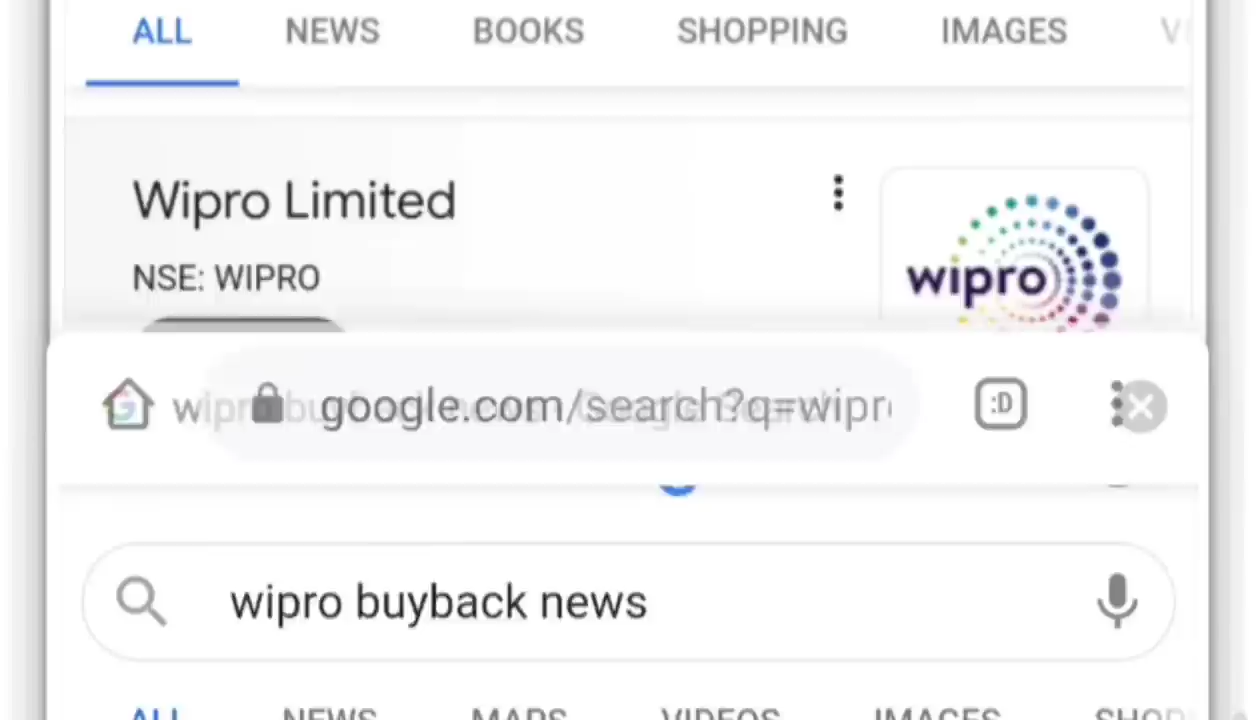 ALL NEWS BOOKS SHOPPING IMAGES
Wipro Limited
NSE: WIPRO
wipro
google.com/search?q=wipr
:D
wipro buyback news
ALL NEWS MAPS VIDEOS IMAGES